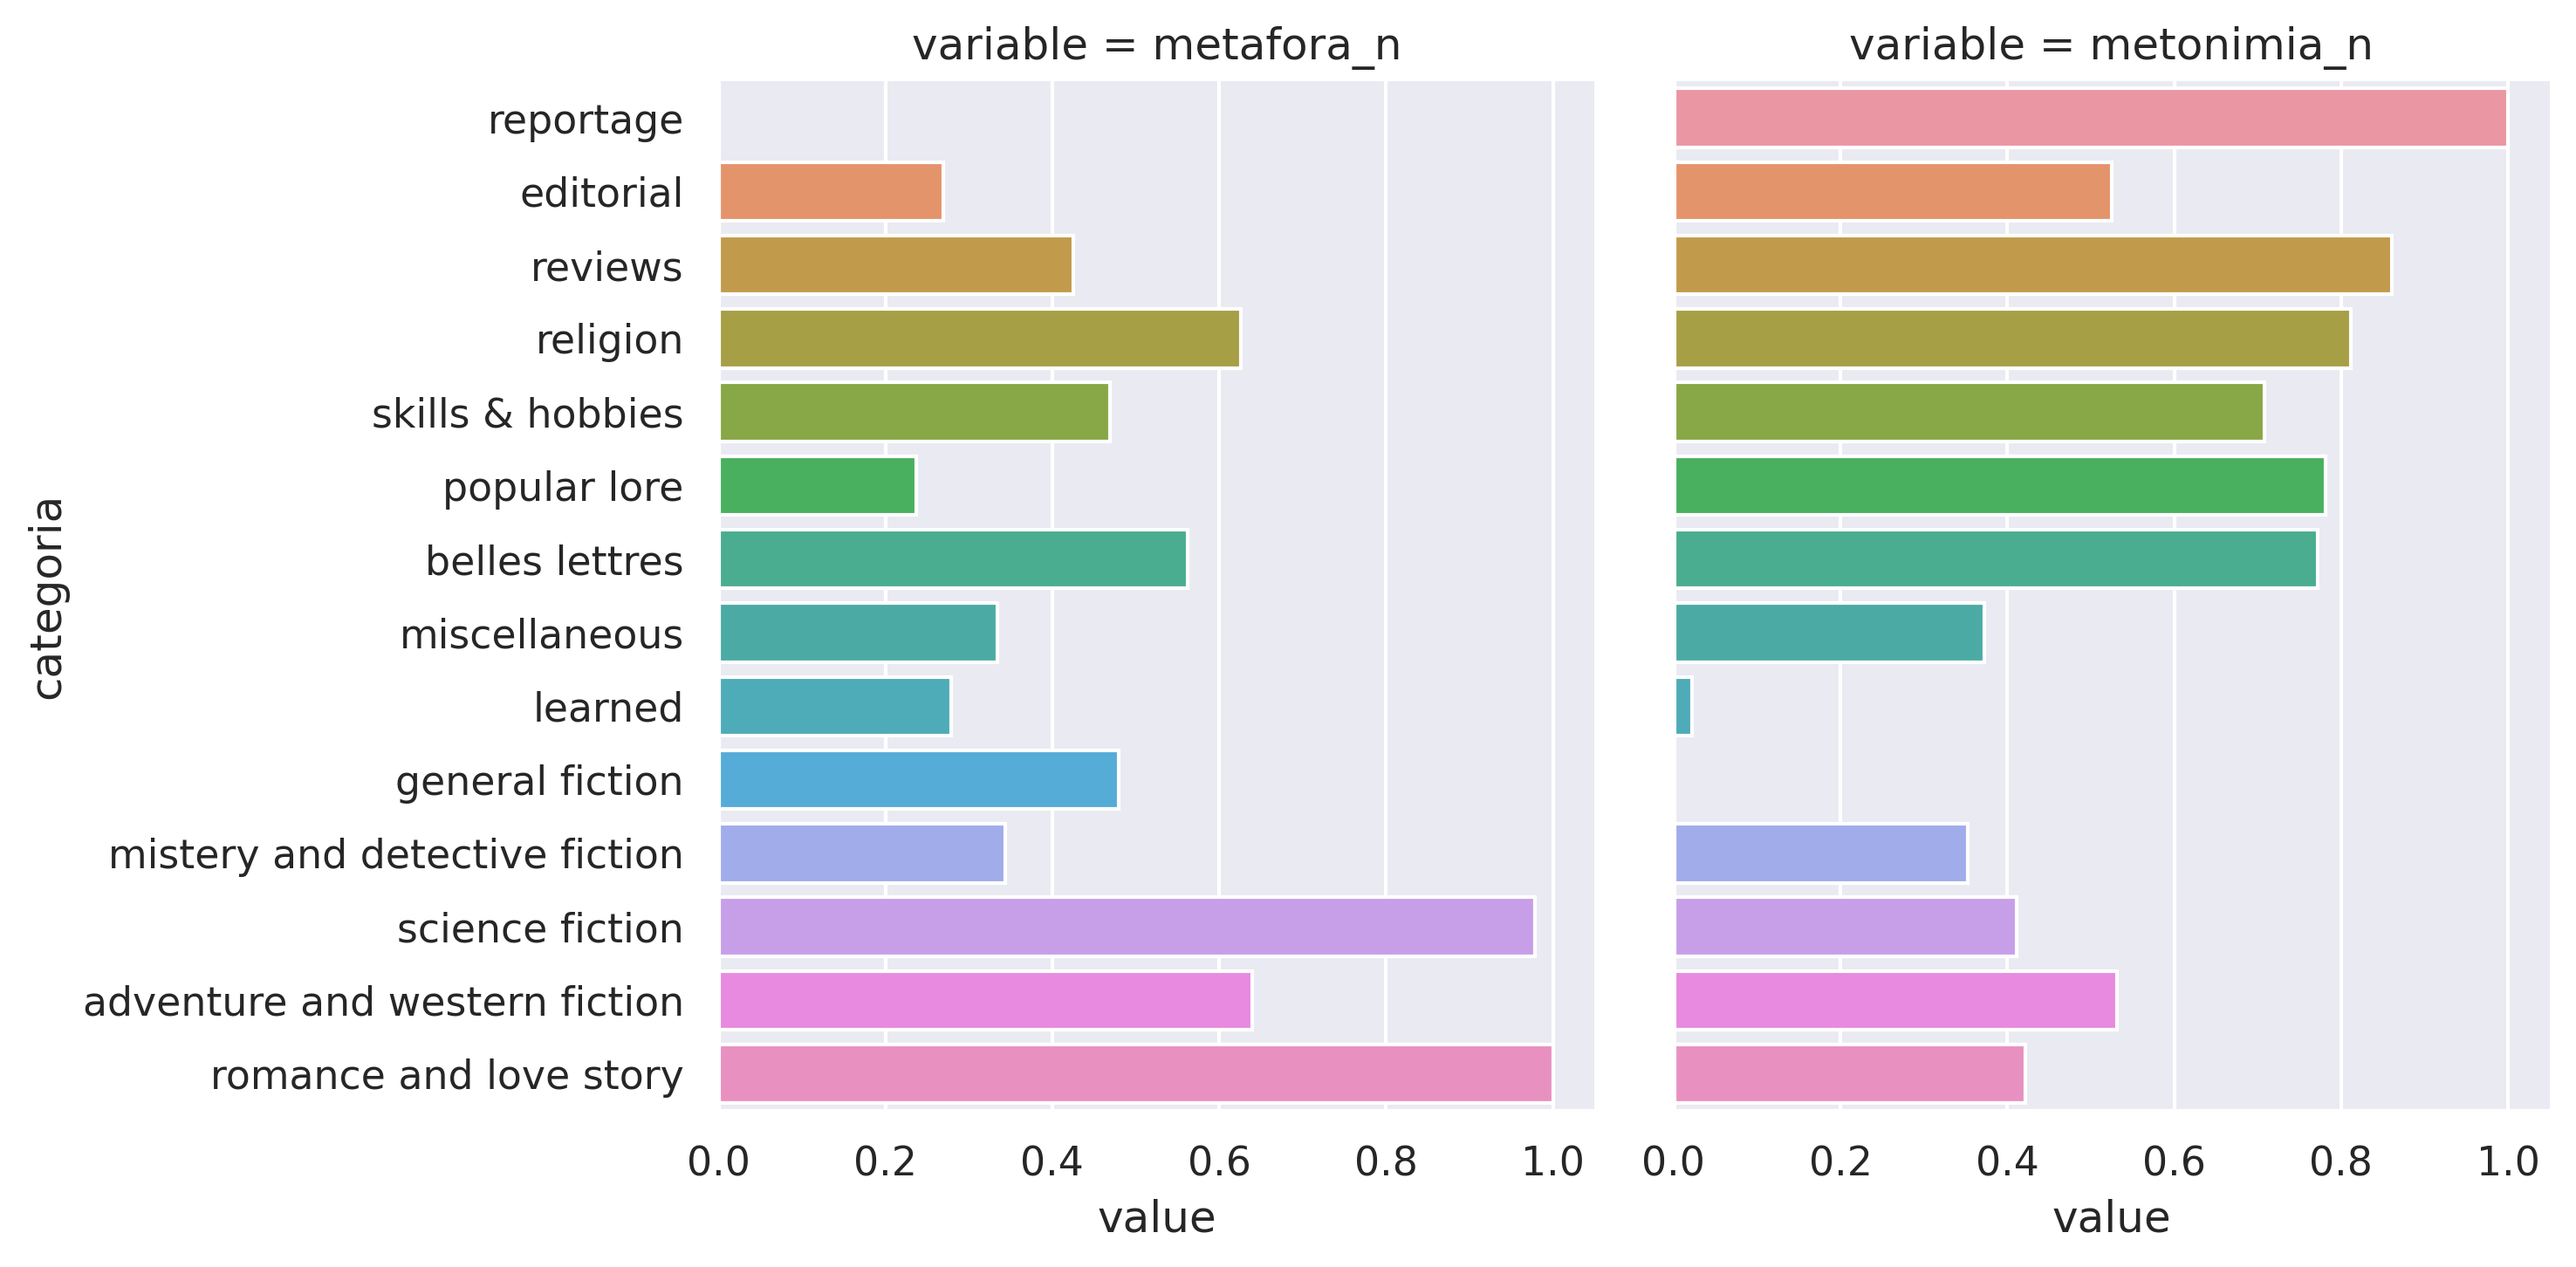 variable = metafora_n
variable = metonimia_n
categoria
reportage
editorial
reviews
religion
skills & hobbies
popular lore
belles lettres
miscellaneous
learned
general fiction
mistery and detective fiction
science fiction
adventure and western fiction
romance and love story
0.0 0.2 0.4 0.6 0.8 1.0
0.0 0.2 0.4 0.6 0.8 1.0
value
value